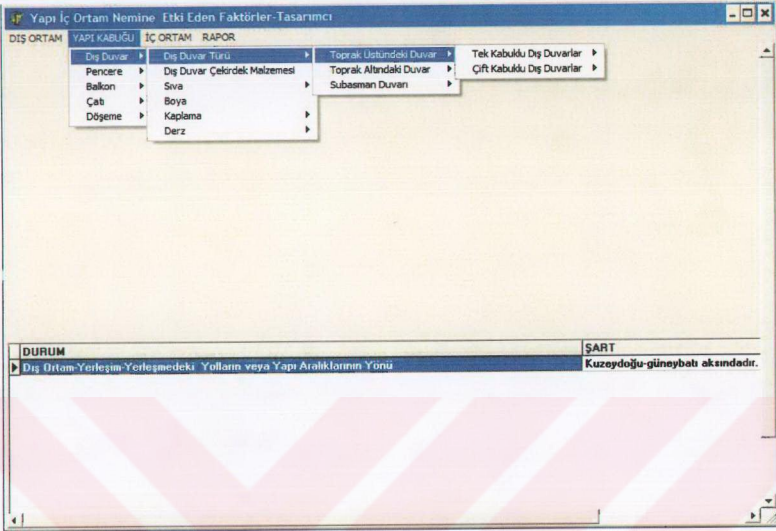 Yapı İç Ortam Nemine Etki Eden Faktörler-Tasarımcı
DIŞ ORTAM YAPI KABUĞU İÇ ORTAM RAPOR
Dış Duvar
Pencere
Balkon
Çatı
Döşeme
Dış Duvar Türü
Dış Duvar Çekirdek Malzemesi
Sıva
Boya
Kaplama
Derz
Toprak Üstündeki Duvar
Toprak Altındaki Duvar
Subasman Duvarı
Tek Kabuklu Dış Duvarlar
Çift Kabuklu Dış Duvarlar
DURUM ŞART
Dış Ortam-Yerleşim-Yerleşmedeki Yolların veya Yapı Aralıklarının Yönü Kuzeydoğu-güneybatı aksındadır.